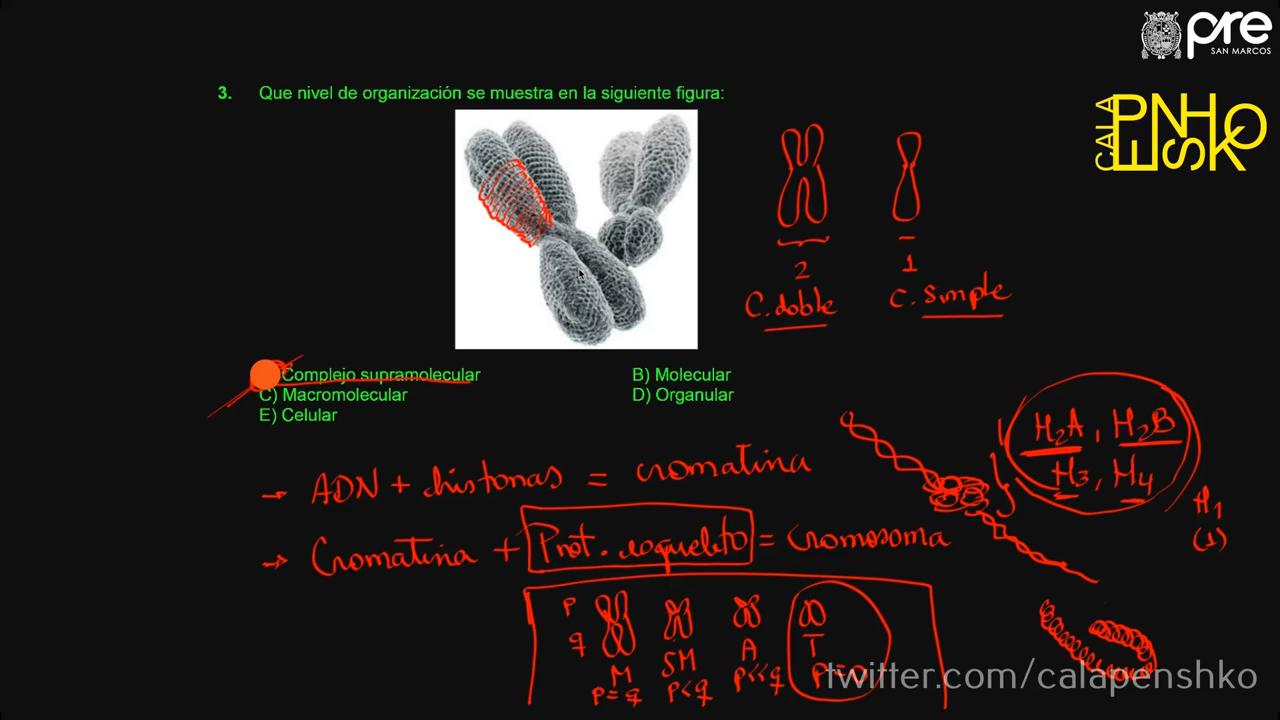 pre
SAN MARCOS
CALA
PENSHKO
3. Que nivel de organización se muestra en la siguiente figura:
2
1
C. doble
C. simple
Complejo supramolecular
B) Molecular
C) Macromolecular
D) Organular
E) Celular
H2A, H2B
H3, H4
H1
(1)
→ ADN + histonas = cromatina
→ Cromatina + Prot. esqueleto = cromosoma
P
q
M
SM
A
T
P=q
P<q
P<<q
P=0
twitter.com/calapenshko